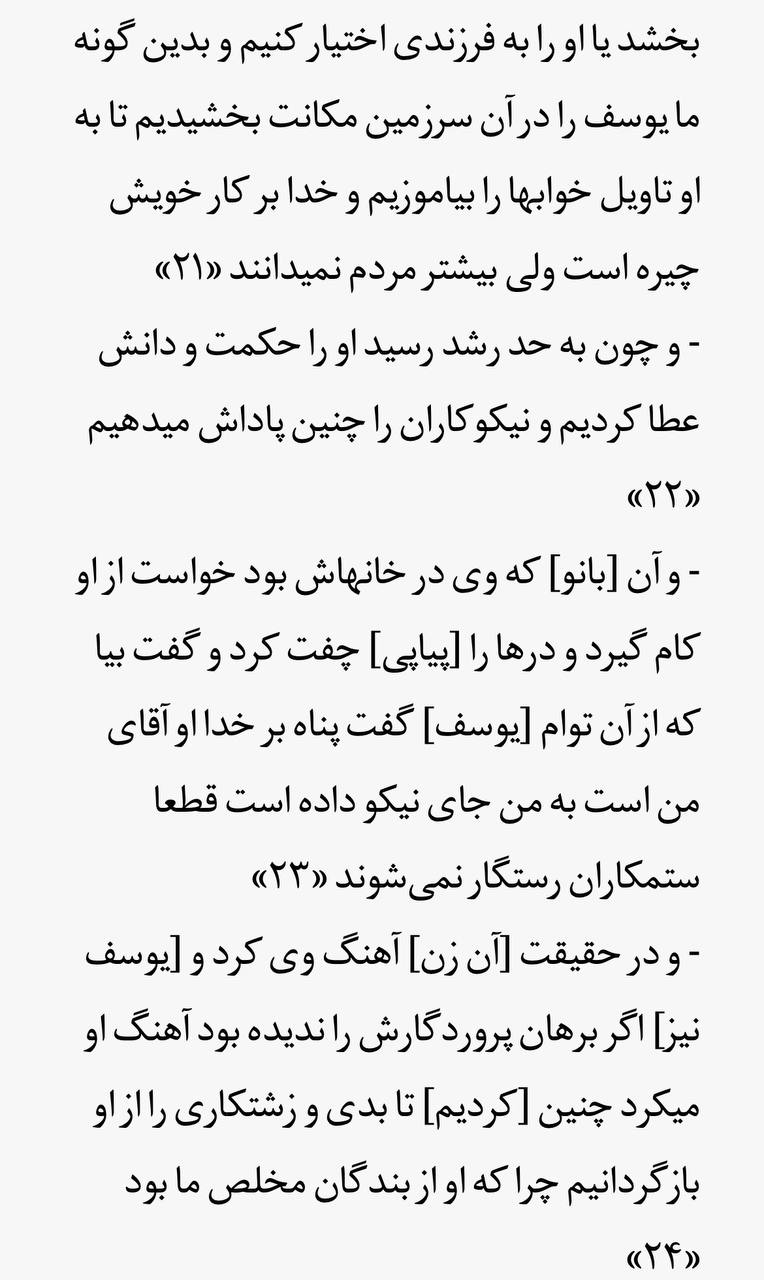 بخشد یا او را به فرزندی اختیار کنیم و بدین گونه
ما یوسف را در آن سرزمین مکانت بخشیدیم تا به
او تاویل خوابها را بیاموزیم و خدا بر کار خویش
چیره است ولی بیشتر مردم نمیدانند «۲۱»
- و چون به حد رشد رسید او را حکمت و دانش
عطا کردیم و نیکوکاران را چنین پاداش میدهیم
«۲۲»
- و آن [بانو] که وی در خانهاش بود خواست از او
کام گیرد و درها را [پیاپی] چفت کرد و گفت بیا
که از آن توام [یوسف] گفت پناه بر خدا او آقای
من است به من جای نیکو داده است قطعا
ستمکاران رستگار نمی‌شوند «۲۳»
- و در حقیقت [آن زن] آهنگ وی کرد و [یوسف
نیز] اگر برهان پروردگارش را ندیده بود آهنگ او
میکرد چنین [کردیم] تا بدی و زشتکاری را از او
بازگردانیم چرا که او از بندگان مخلص ما بود
«۲۴»